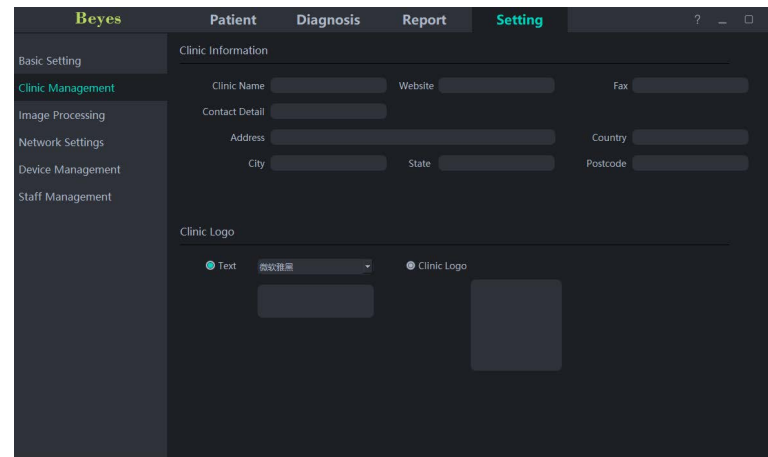 Beyes Patient Diagnosis Report Setting ?
Basic Setting
Clinic Management
Image Processing
Network Settings
Device Management
Staff Management
Clinic Information
Clinic Name Website Fax
Contact Detail
Address Country
City State Postcode
Clinic Logo
Text 微软雅黑 Clinic Logo